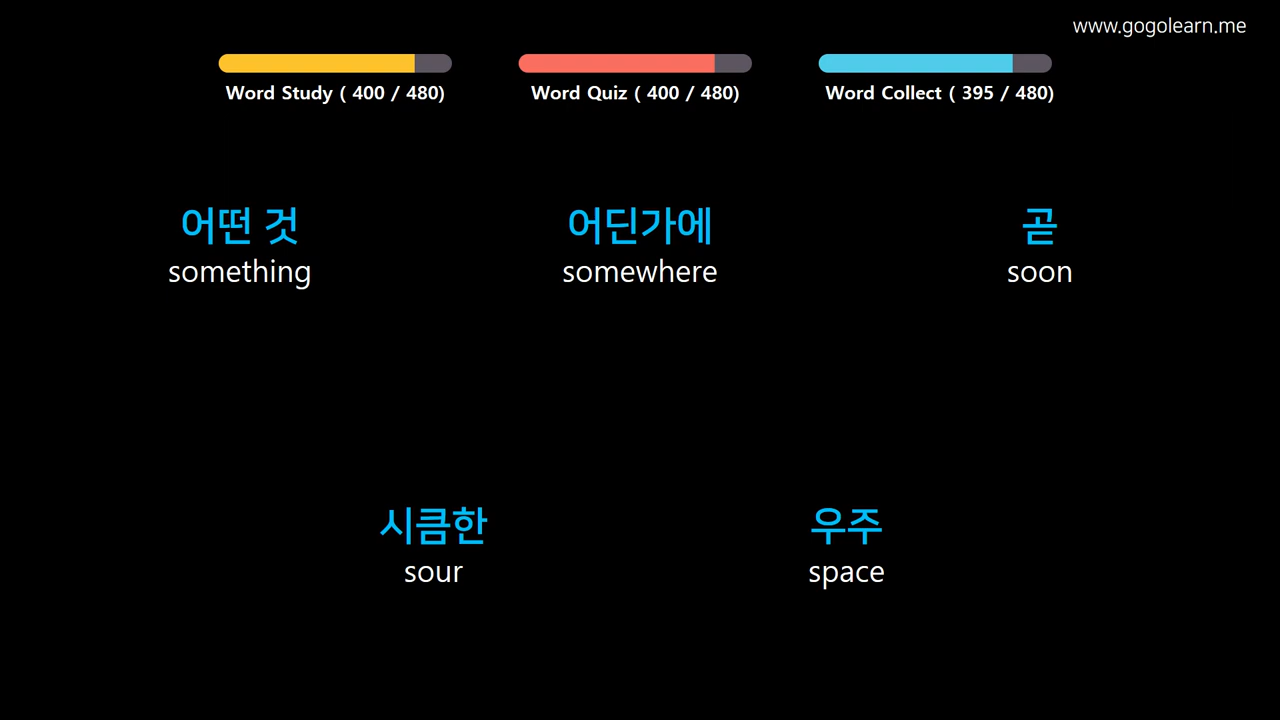 www.gogolearn.me
Word Study ( 400 / 480)
Word Quiz ( 400 / 480)
Word Collect ( 395 / 480)
어떤 것
something
어딘가에
somewhere
곧
soon
시큼한
sour
우주
space